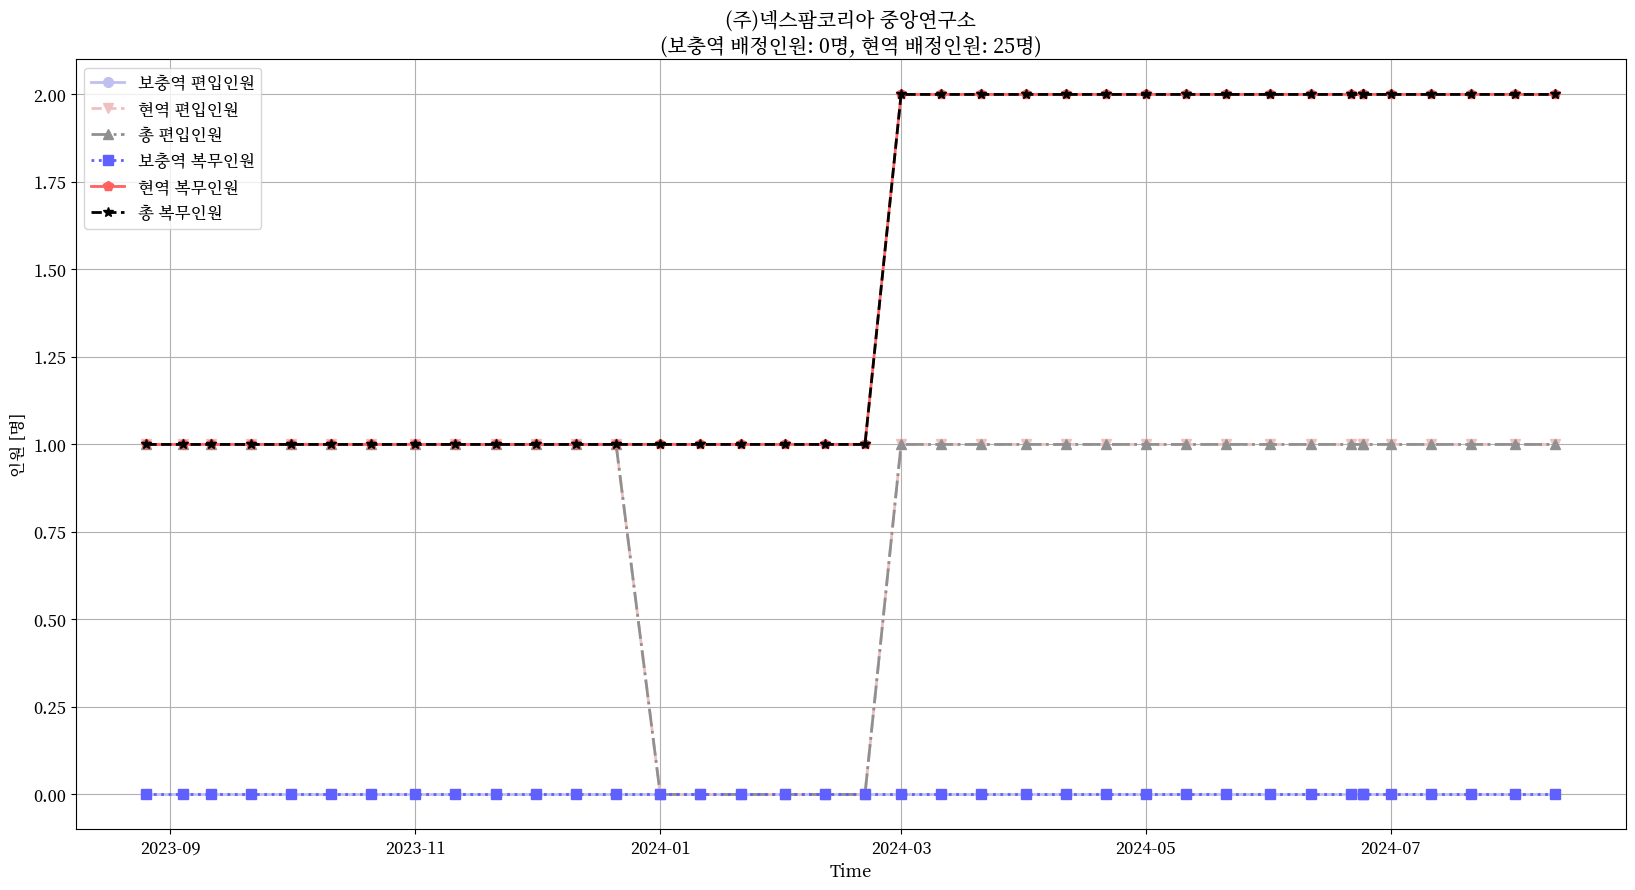 (주)넥스팜코리아 중앙연구소
(보충역 배정인원: 0명, 현역 배정인원: 25명)
보충역 편입인원
현역 편입인원
총 편입인원
보충역 복무인원
현역 복무인원
총 복무인원
2.00
1.75
1.50
1.25
1.00
0.75
0.50
0.25
0.00
인원 [명]
2023-09 2023-11 2024-01 2024-03 2024-05 2024-07
Time